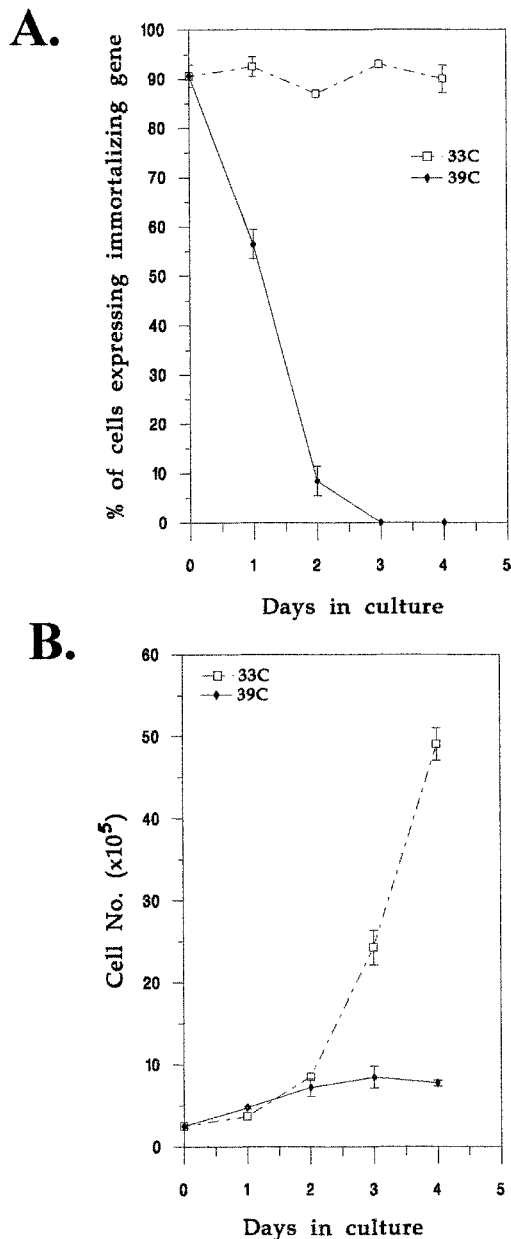 A.
% of cells expressing immortalizing gene
100
90
80
70
60
50
40
30
20
10
0
33C
39C
0 1 2 3 4 5
Days in culture
B.
Cell No. (x10⁵)
60
50
40
30
20
10
0
33C
39C
0 1 2 3 4 5
Days in culture